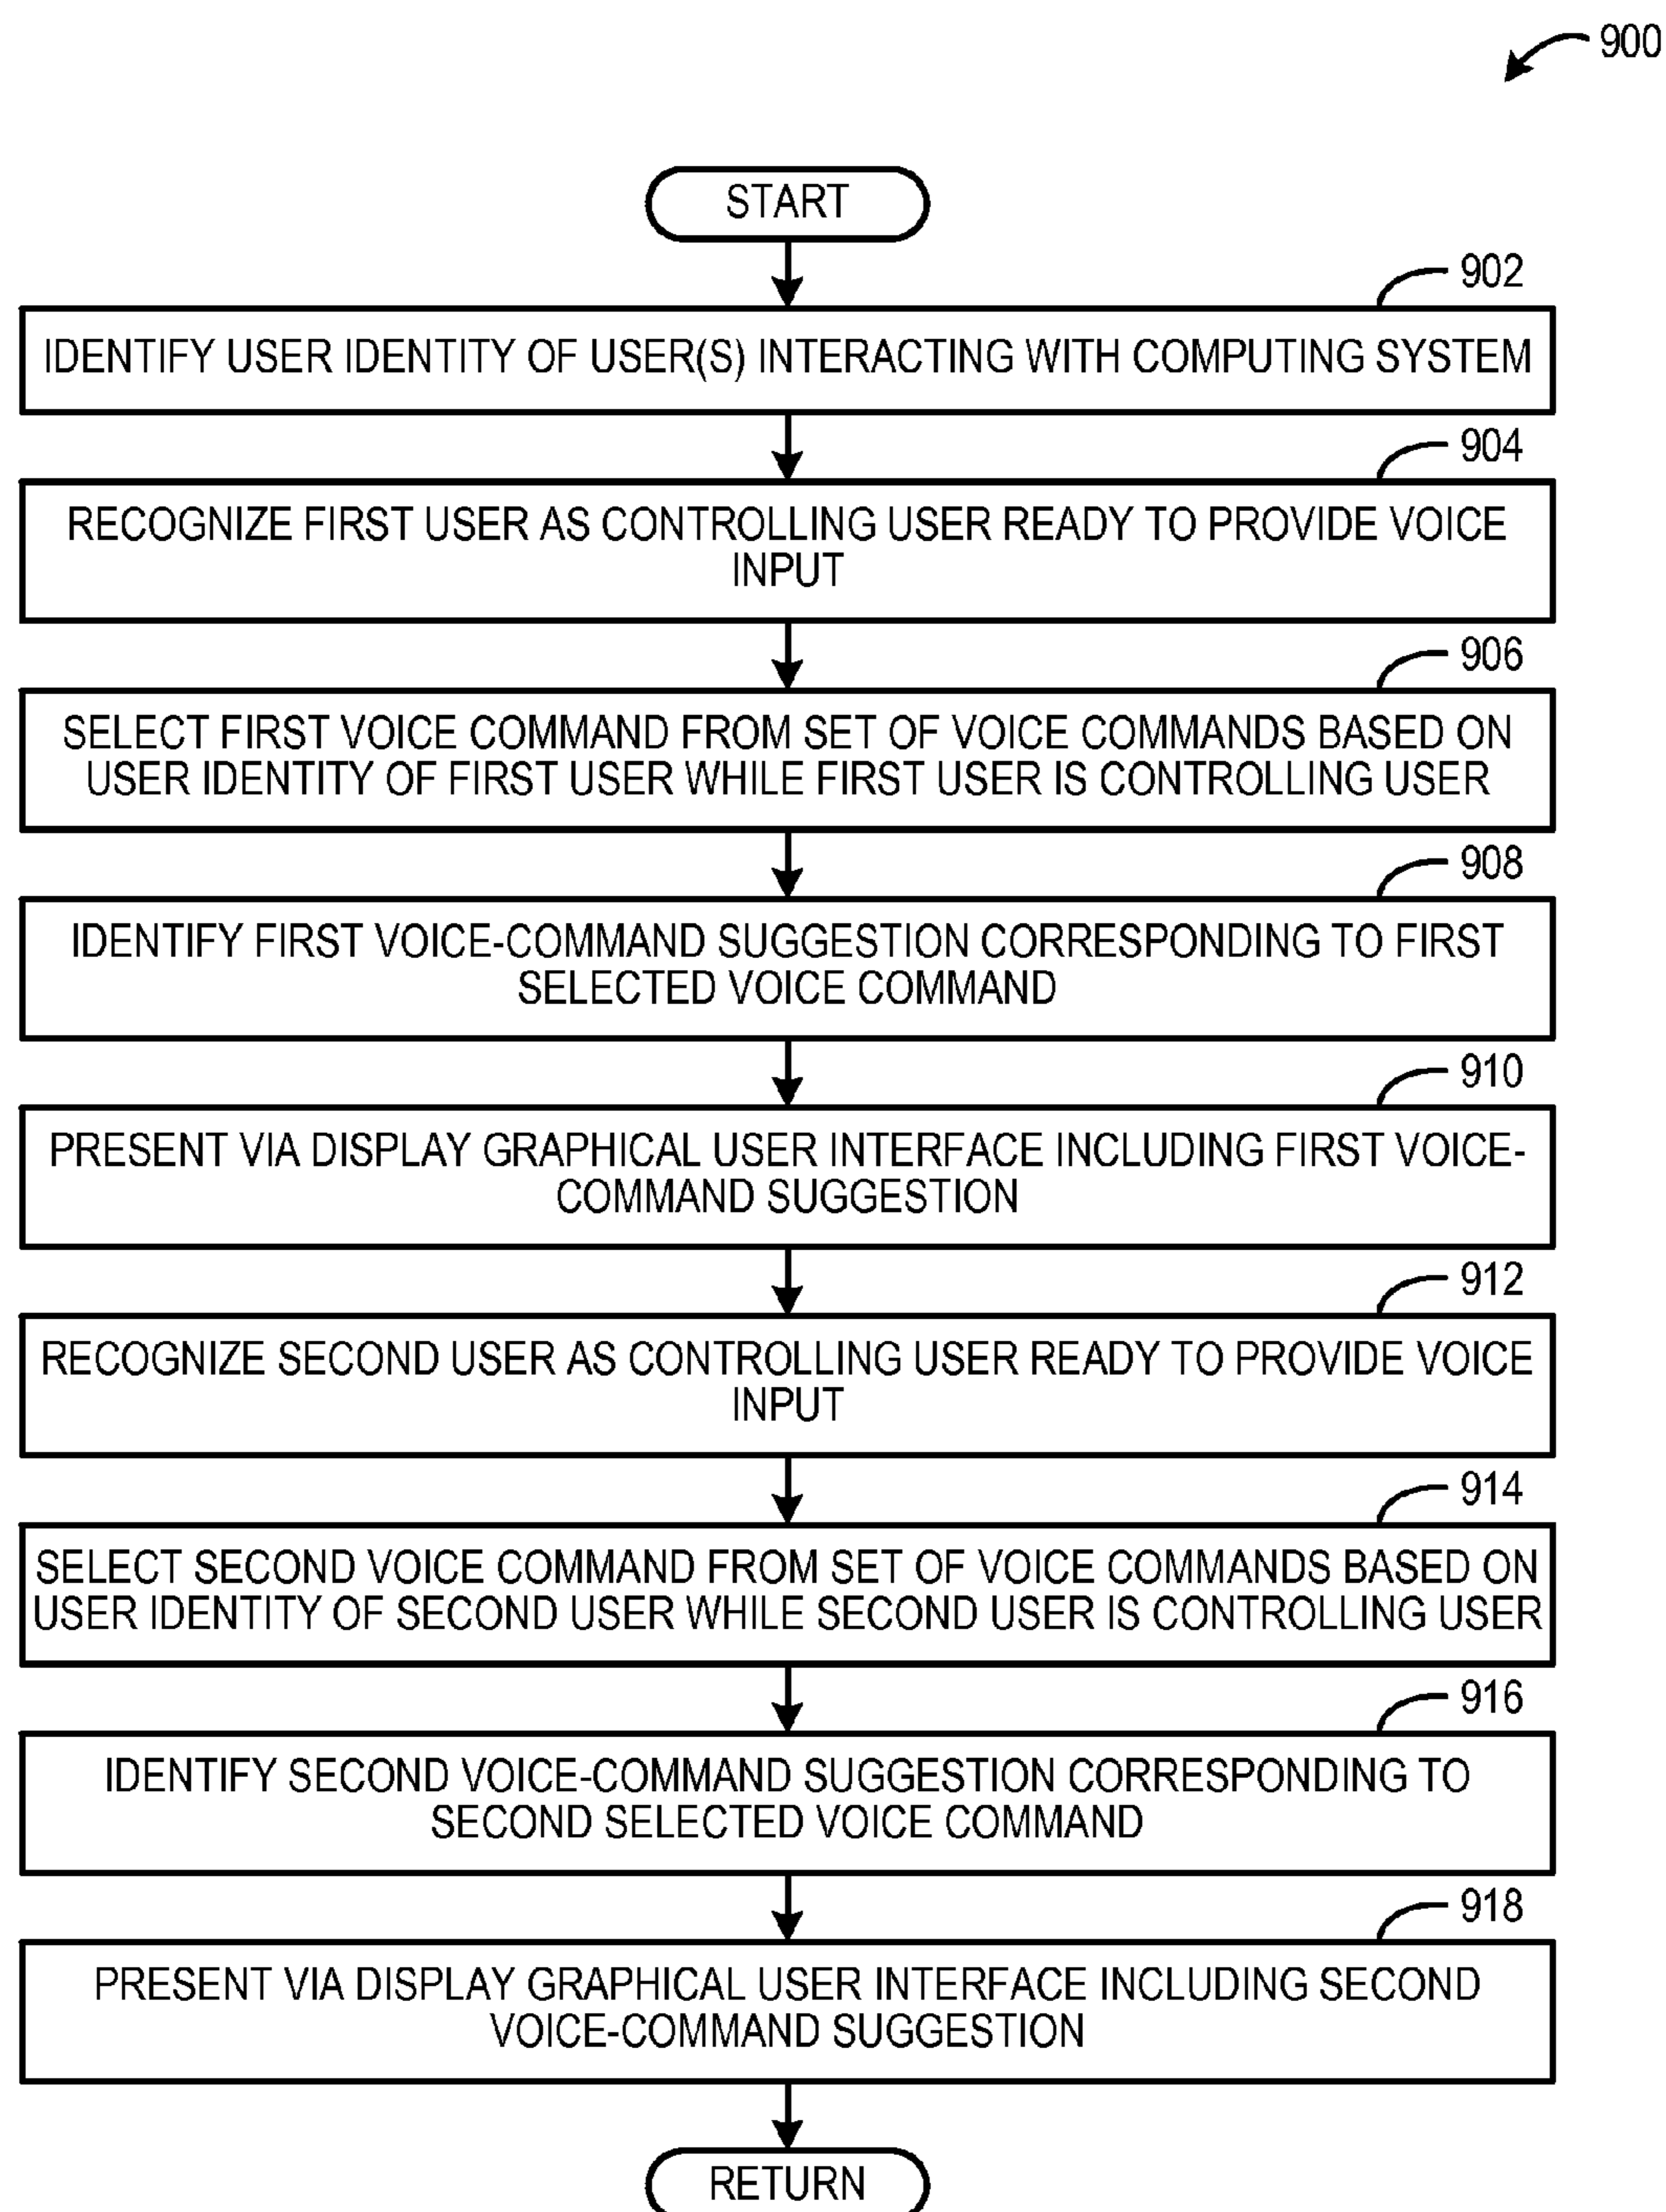 900
START
902
IDENTIFY USER IDENTITY OF USER(S) INTERACTING WITH COMPUTING SYSTEM
904
RECOGNIZE FIRST USER AS CONTROLLING USER READY TO PROVIDE VOICE
INPUT
906
SELECT FIRST VOICE COMMAND FROM SET OF VOICE COMMANDS BASED ON
USER IDENTITY OF FIRST USER WHILE FIRST USER IS CONTROLLING USER
908
IDENTIFY FIRST VOICE-COMMAND SUGGESTION CORRESPONDING TO FIRST
SELECTED VOICE COMMAND
910
PRESENT VIA DISPLAY GRAPHICAL USER INTERFACE INCLUDING FIRST VOICE-
COMMAND SUGGESTION
912
RECOGNIZE SECOND USER AS CONTROLLING USER READY TO PROVIDE VOICE
INPUT
914
SELECT SECOND VOICE COMMAND FROM SET OF VOICE COMMANDS BASED ON
USER IDENTITY OF SECOND USER WHILE SECOND USER IS CONTROLLING USER
916
IDENTIFY SECOND VOICE-COMMAND SUGGESTION CORRESPONDING TO
SECOND SELECTED VOICE COMMAND
918
PRESENT VIA DISPLAY GRAPHICAL USER INTERFACE INCLUDING SECOND
VOICE-COMMAND SUGGESTION
RETURN